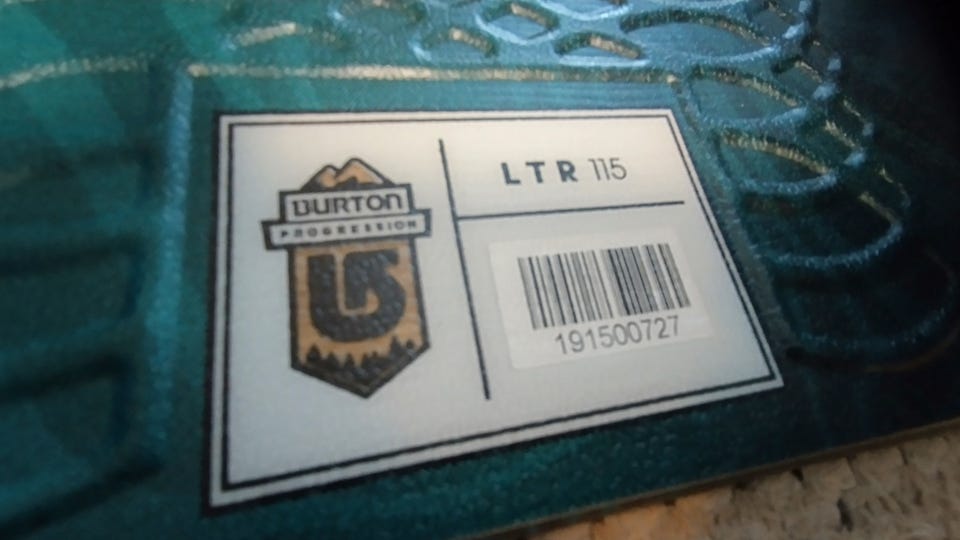 BURTON
PROGRESSION
LTR 115
191500727